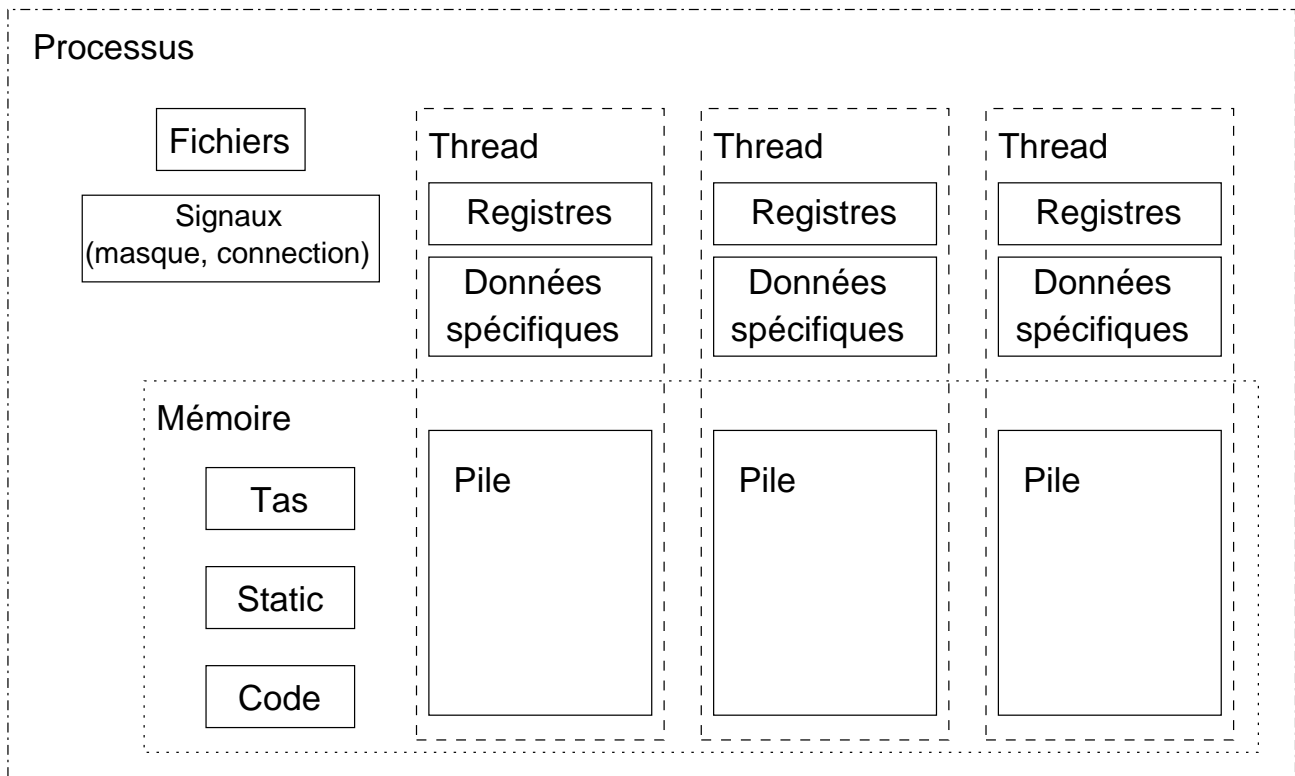 Processus
Fichiers
Signaux
(masque, connection)
Thread
Registres
Données
spécifiques
Thread
Registres
Données
spécifiques
Thread
Registres
Données
spécifiques
Mémoire
Tas
Static
Code
Pile
Pile
Pile